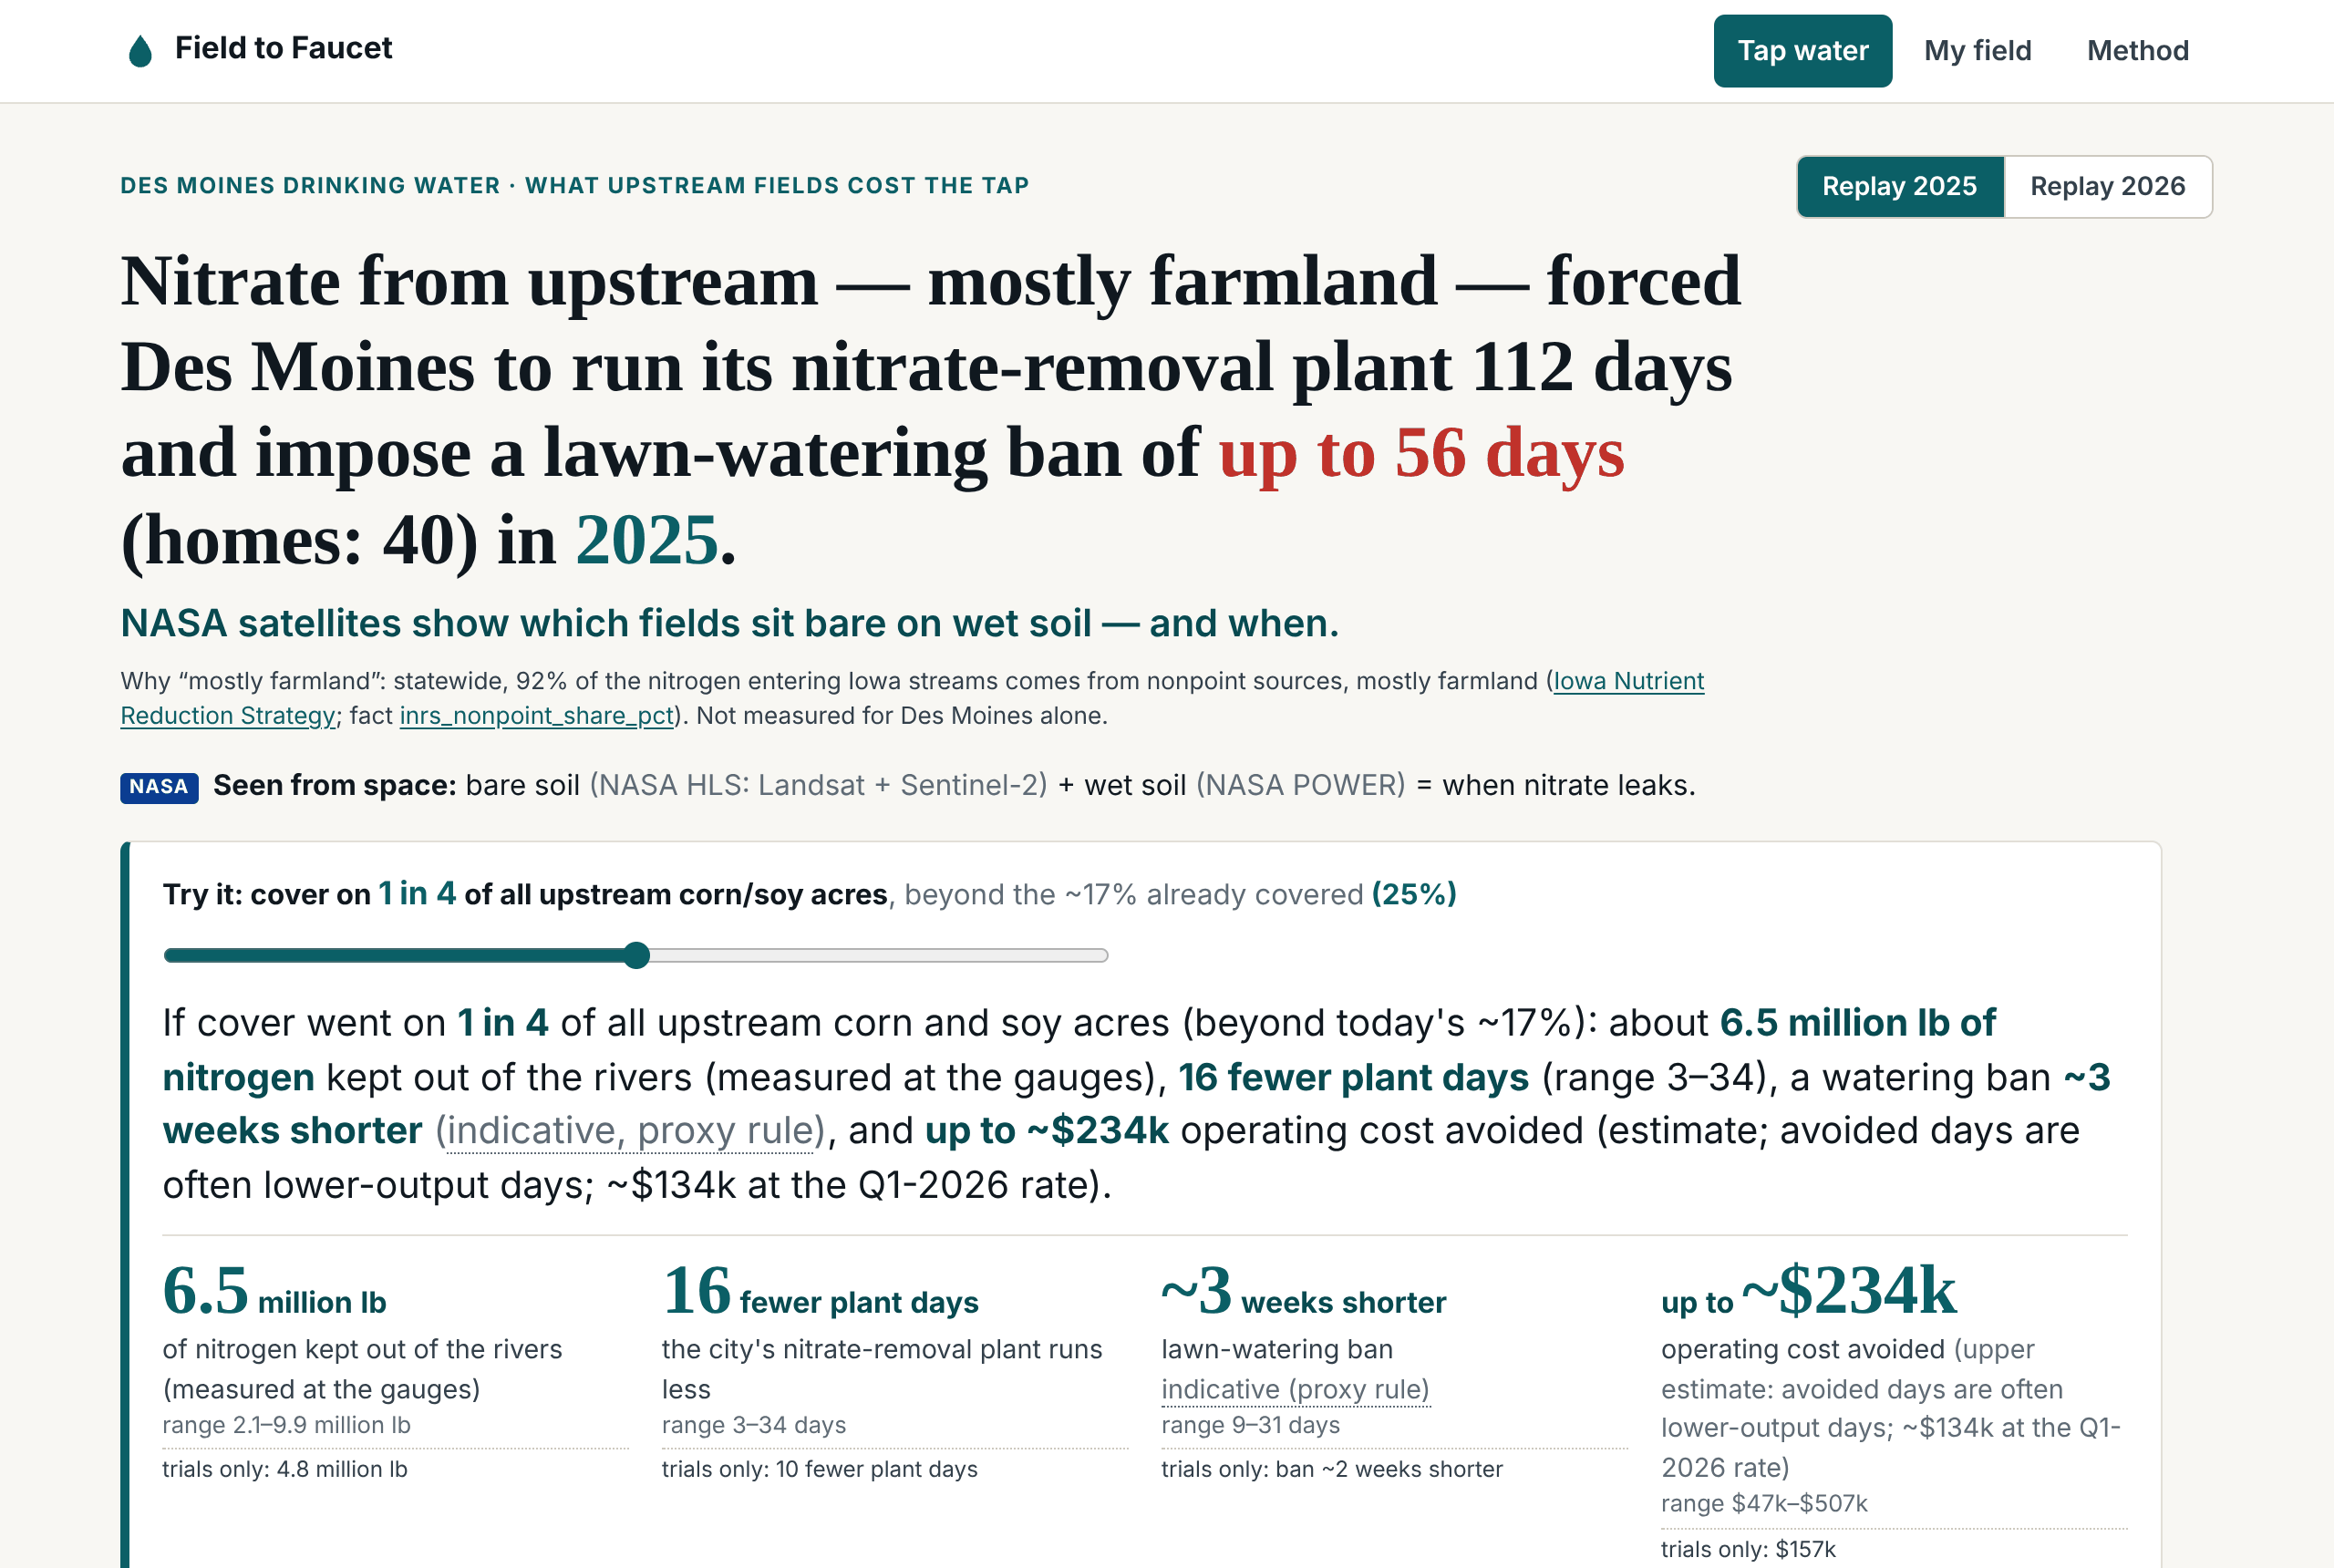 Field to Faucet
Tap water
My field
Method
DES MOINES DRINKING WATER · WHAT UPSTREAM FIELDS COST THE TAP
Replay 2025
Replay 2026
Nitrate from upstream — mostly farmland — forced
Des Moines to run its nitrate-removal plant 112 days
and impose a lawn-watering ban of up to 56 days
(homes: 40) in 2025.
NASA satellites show which fields sit bare on wet soil — and when.
Why “mostly farmland”: statewide, 92% of the nitrogen entering Iowa streams comes from nonpoint sources, mostly farmland (Iowa Nutrient
Reduction Strategy; fact inrs_nonpoint_share_pct). Not measured for Des Moines alone.
NASA Seen from space: bare soil (NASA HLS: Landsat + Sentinel-2) + wet soil (NASA POWER) = when nitrate leaks.
Try it: cover on 1 in 4 of all upstream corn/soy acres, beyond the ~17% already covered (25%)
If cover went on 1 in 4 of all upstream corn and soy acres (beyond today's ~17%): about 6.5 million lb of
nitrogen kept out of the rivers (measured at the gauges), 16 fewer plant days (range 3–34), a watering ban ~3
weeks shorter (indicative, proxy rule), and up to ~$234k operating cost avoided (estimate; avoided days are
often lower-output days; ~$134k at the Q1-2026 rate).
6.5 million lb
of nitrogen kept out of the rivers
(measured at the gauges)
range 2.1–9.9 million lb
trials only: 4.8 million lb
16 fewer plant days
the city's nitrate-removal plant runs
less
range 3–34 days
trials only: 10 fewer plant days
~3 weeks shorter
lawn-watering ban
indicative (proxy rule)
range 9–31 days
trials only: ban ~2 weeks shorter
up to ~$234k
operating cost avoided (upper
estimate: avoided days are often
lower-output days; ~$134k at the Q1-
2026 rate)
range $47k–$507k
trials only: $157k